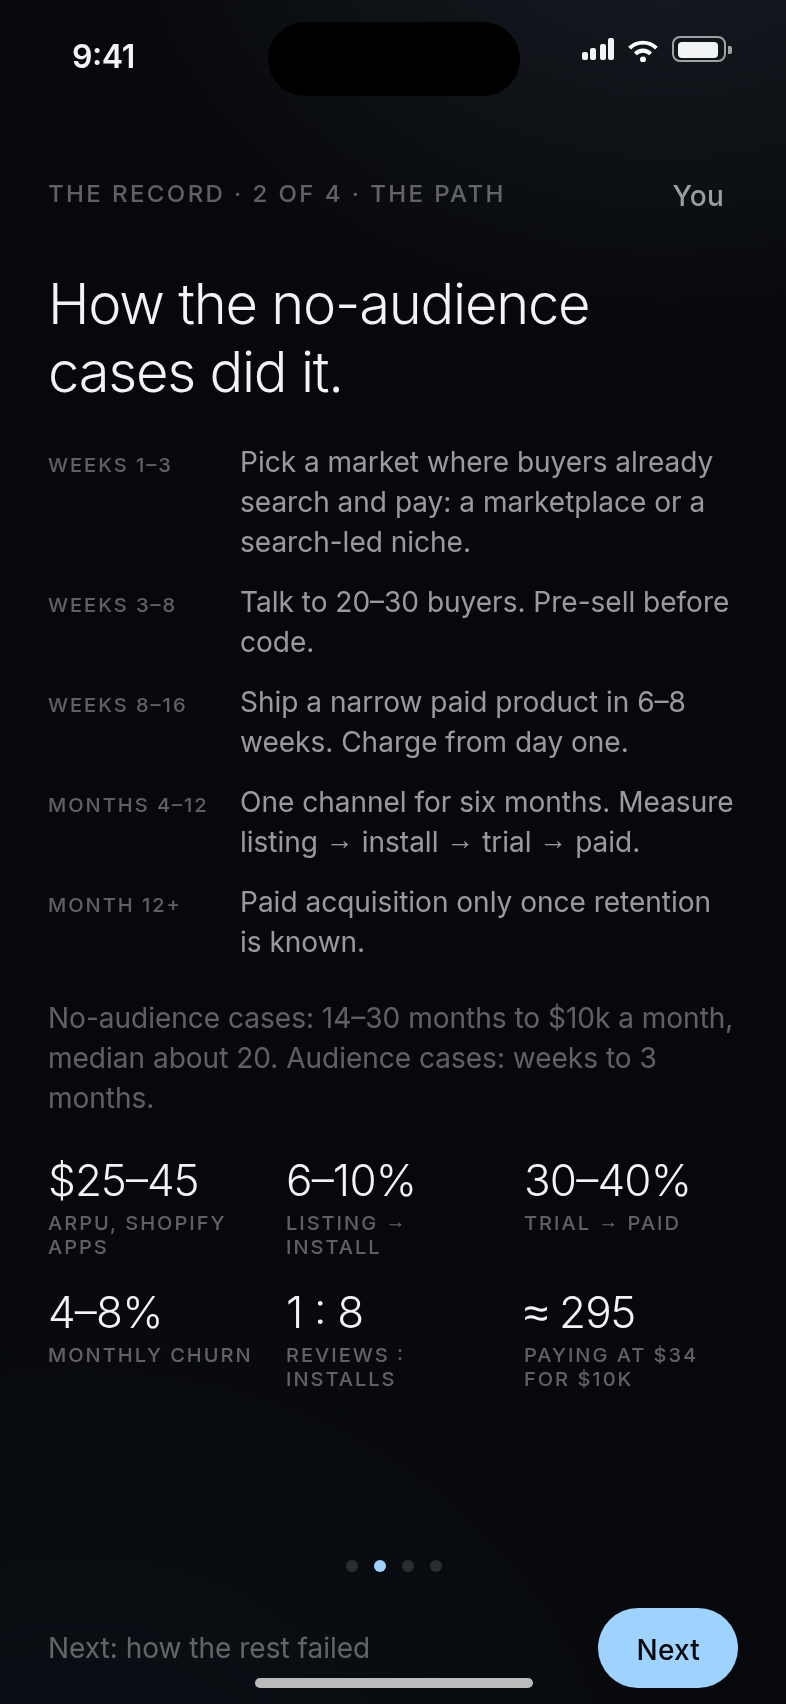 9:41
THE RECORD · 2 OF 4 · THE PATH
You
How the no-audience
cases did it.
WEEKS 1–3
Pick a market where buyers already
search and pay: a marketplace or a
search-led niche.
WEEKS 3–8
Talk to 20–30 buyers. Pre-sell before
code.
WEEKS 8–16
Ship a narrow paid product in 6–8
weeks. Charge from day one.
MONTHS 4–12
One channel for six months. Measure
listing → install → trial → paid.
MONTH 12+
Paid acquisition only once retention
is known.
No-audience cases: 14–30 months to $10k a month,
median about 20. Audience cases: weeks to 3
months.
$25–45
ARPU, SHOPIFY
APPS
6–10%
LISTING →
INSTALL
30–40%
TRIAL → PAID
4–8%
MONTHLY CHURN
1 : 8
REVIEWS :
INSTALLS
≈ 295
PAYING AT $34
FOR $10K
Next: how the rest failed
Next